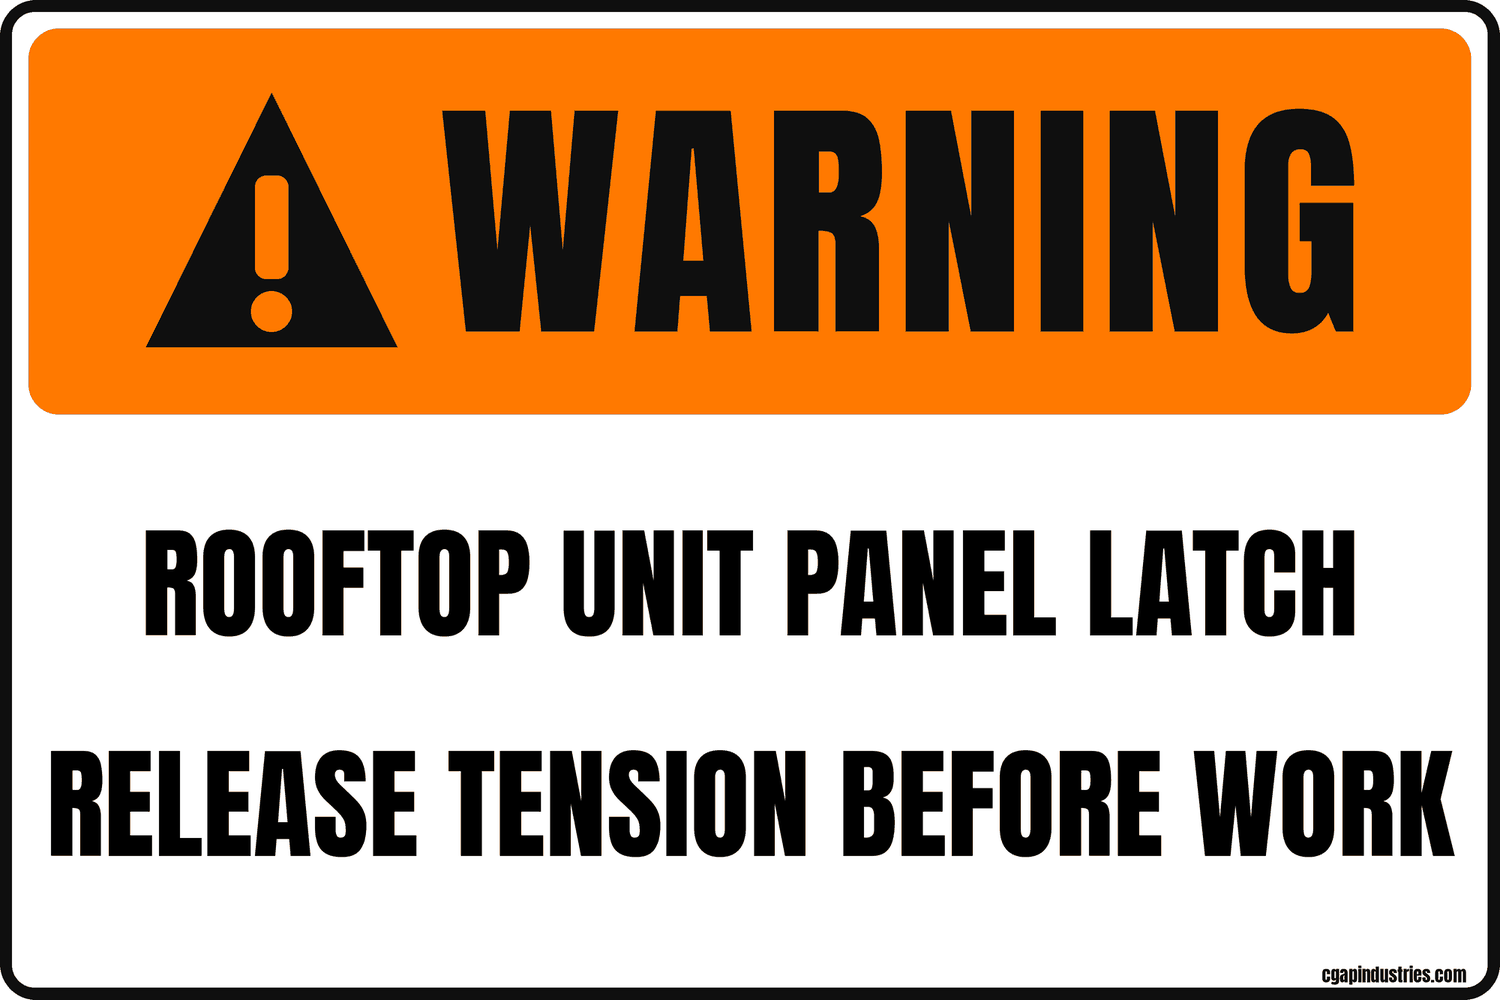 WARNING
ROOFTOP UNIT PANEL LATCH
RELEASE TENSION BEFORE WORK
cgapindustries.com